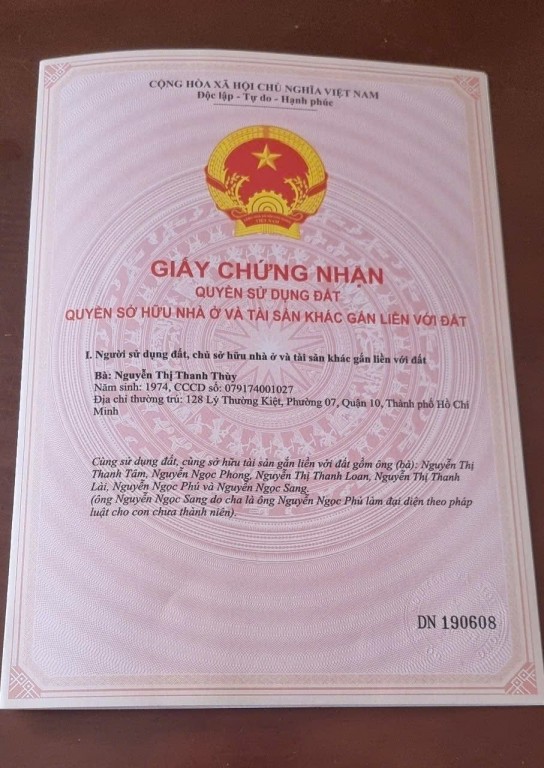 CỘNG HÒA XÃ HỘI CHỦ NGHĨA VIỆT NAM
Độc lập - Tự do - Hạnh phúc
VIỆT NAM
GIẤY CHỨNG NHẬN
QUYỀN SỬ DỤNG ĐẤT
QUYỀN SỞ HỮU NHÀ Ở VÀ TÀI SẢN KHÁC GẮN LIỀN VỚI ĐẤT
I. Người sử dụng đất, chủ sở hữu nhà ở và tài sản khác gắn liền với đất
Bà: Nguyễn Thị Thanh Thùy
Năm sinh: 1974, CCCD số: 079174001027
Địa chỉ thường trú: 128 Lý Thường Kiệt, Phường 07, Quận 10, Thành phố Hồ Chí
Minh
Cùng sử dụng đất, cùng sở hữu tài sản gắn liền với đất gồm ông (bà): Nguyễn Thị
Thanh Tâm, Nguyễn Ngọc Phong, Nguyễn Thị Thanh Loan, Nguyễn Thị Thanh
Lài, Nguyễn Ngọc Phú và Nguyễn Ngọc Sang.
(ông Nguyễn Ngọc Sang do cha là ông Nguyễn Ngọc Phú làm đại diện theo pháp
luật cho con chưa thành niên).
DN 190608